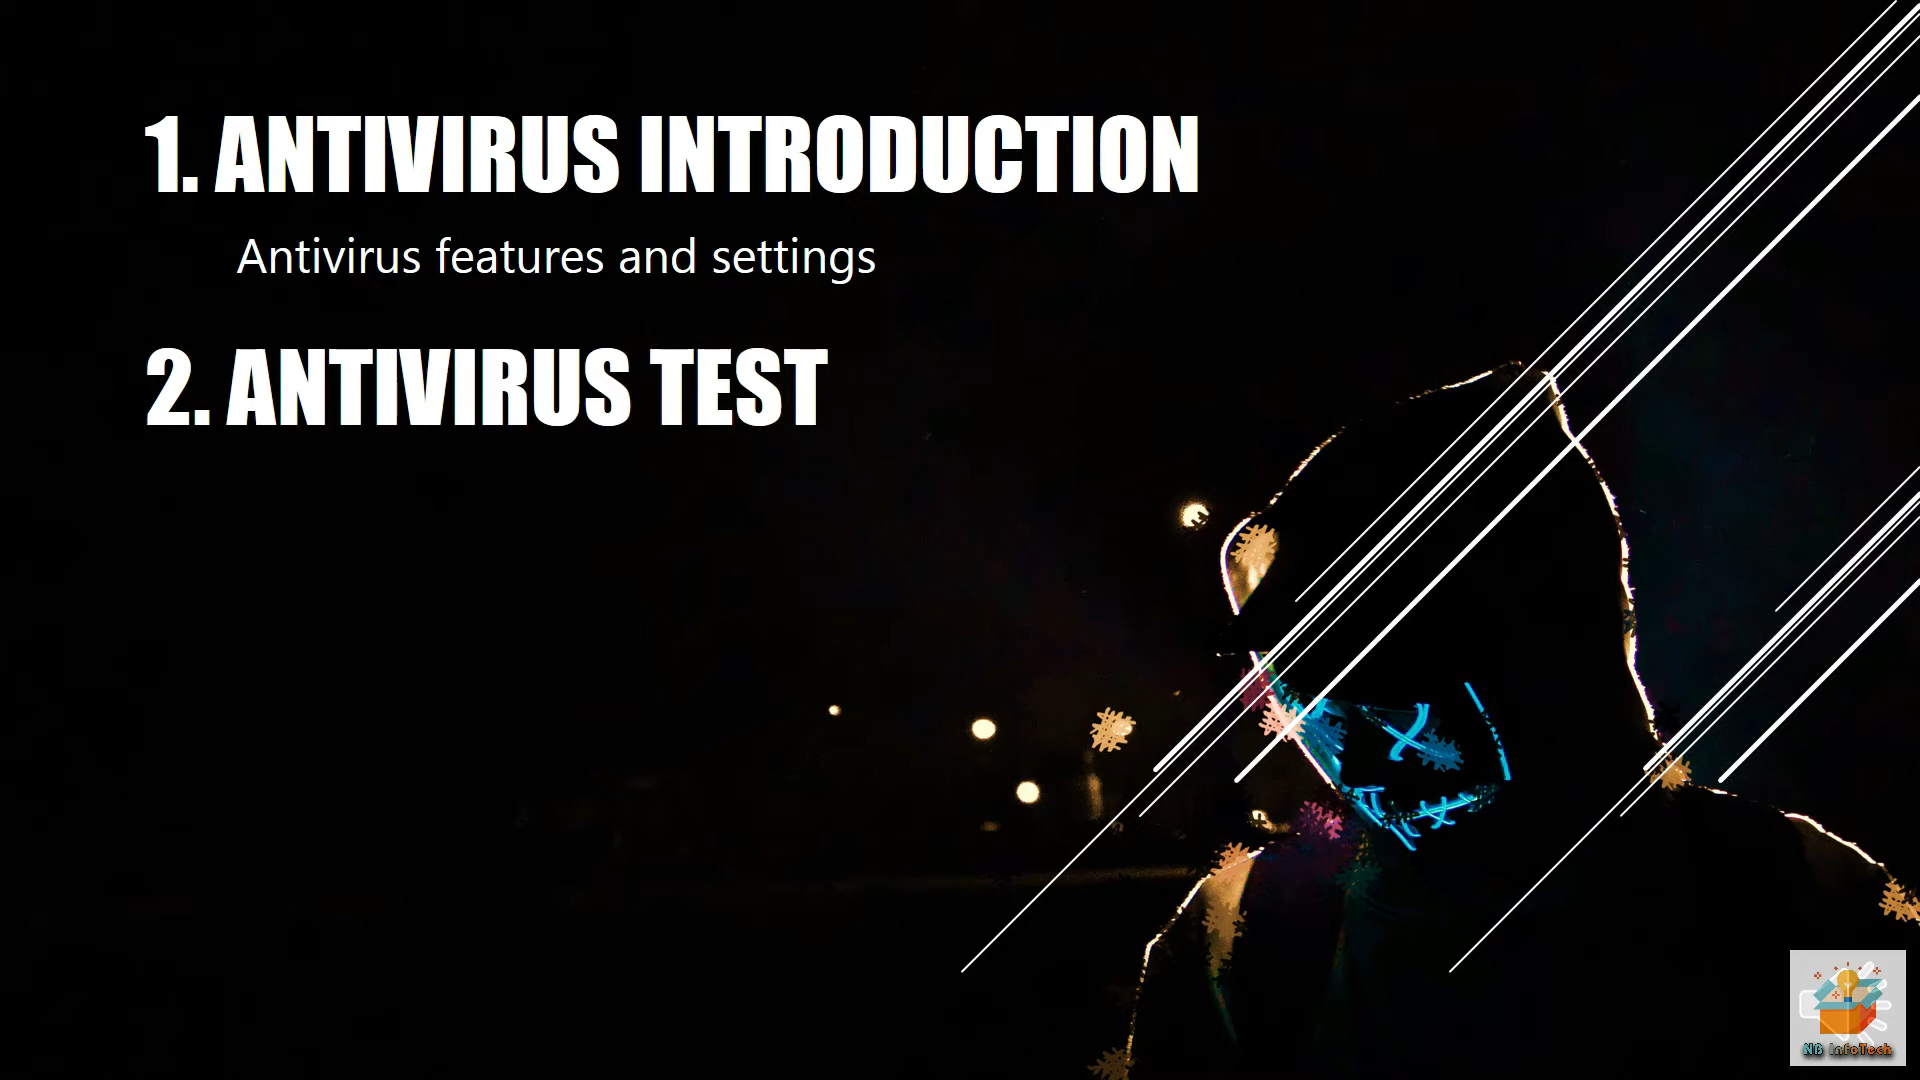 1. ANTIVIRUS INTRODUCTION
Antivirus features and settings
2. ANTIVIRUS TEST
NB InfoTech